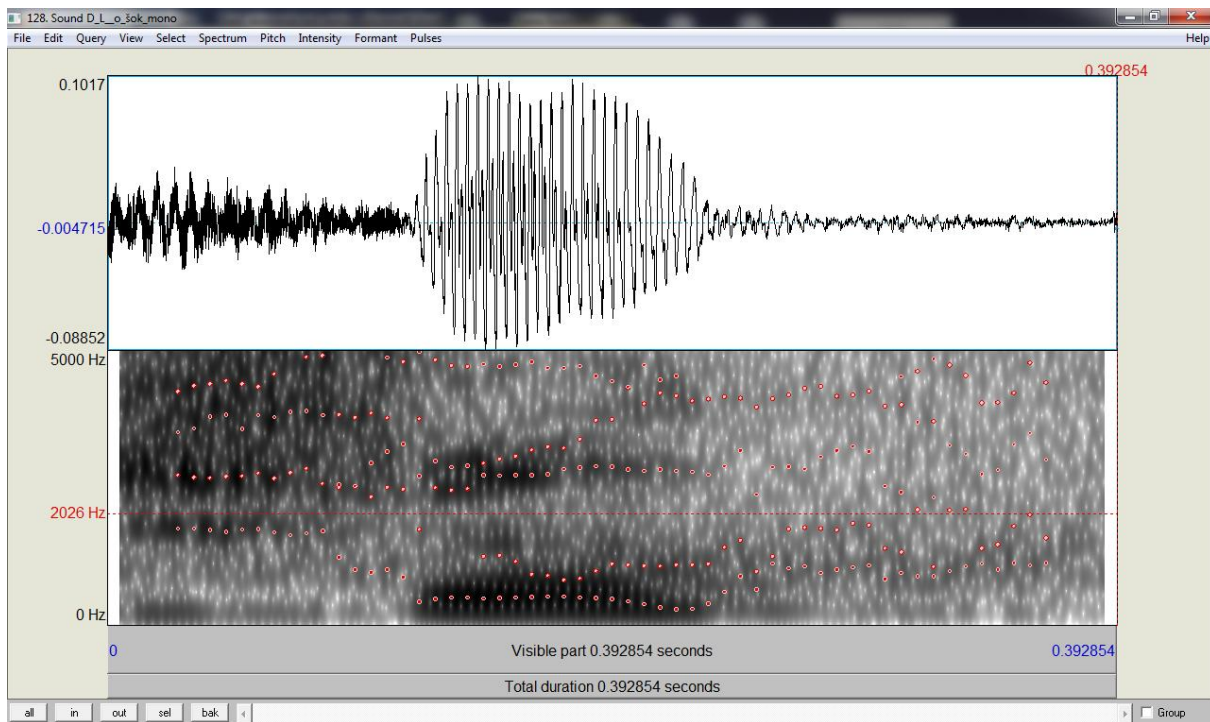 128. Sound D_L__o_šok_mono
File Edit Query View Select Spectrum Pitch Intensity Formant Pulses Help
0.392854
0.1017
-0.004715
-0.08852
5000 Hz
2026 Hz
0 Hz
0 Visible part 0.392854 seconds 0.392854
Total duration 0.392854 seconds
all in out sel bak Group